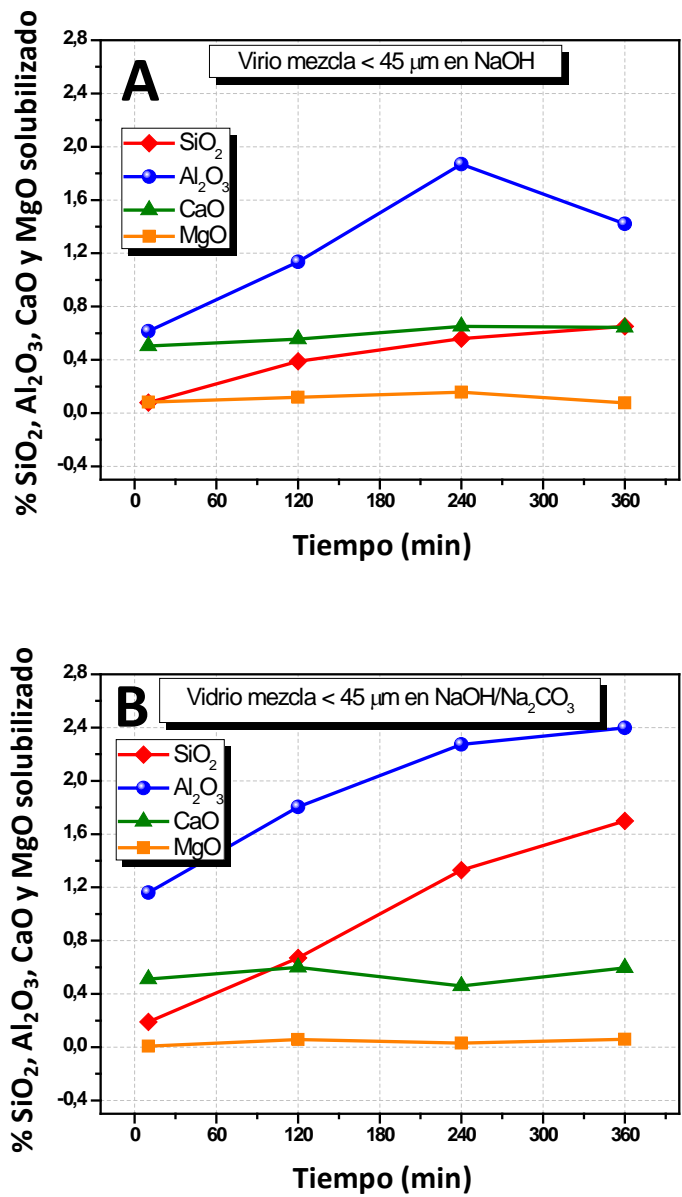 % SiO₂, Al₂O₃, CaO y MgO solubilizado
A
Virio mezcla < 45 μm en NaOH
SiO₂
Al₂O₃
CaO
MgO
2,8
2,4
2,0
1,6
1,2
0,8
0,4
0,0
-0,4
0 60 120 180 240 300 360
Tiempo (min)
% SiO₂, Al₂O₃, CaO y MgO solubilizado
B
Vidrio mezcla < 45 μm en NaOH/Na₂CO₃
SiO₂
Al₂O₃
CaO
MgO
2,8
2,4
2,0
1,6
1,2
0,8
0,4
0,0
-0,4
0 60 120 180 240 300 360
Tiempo (min)